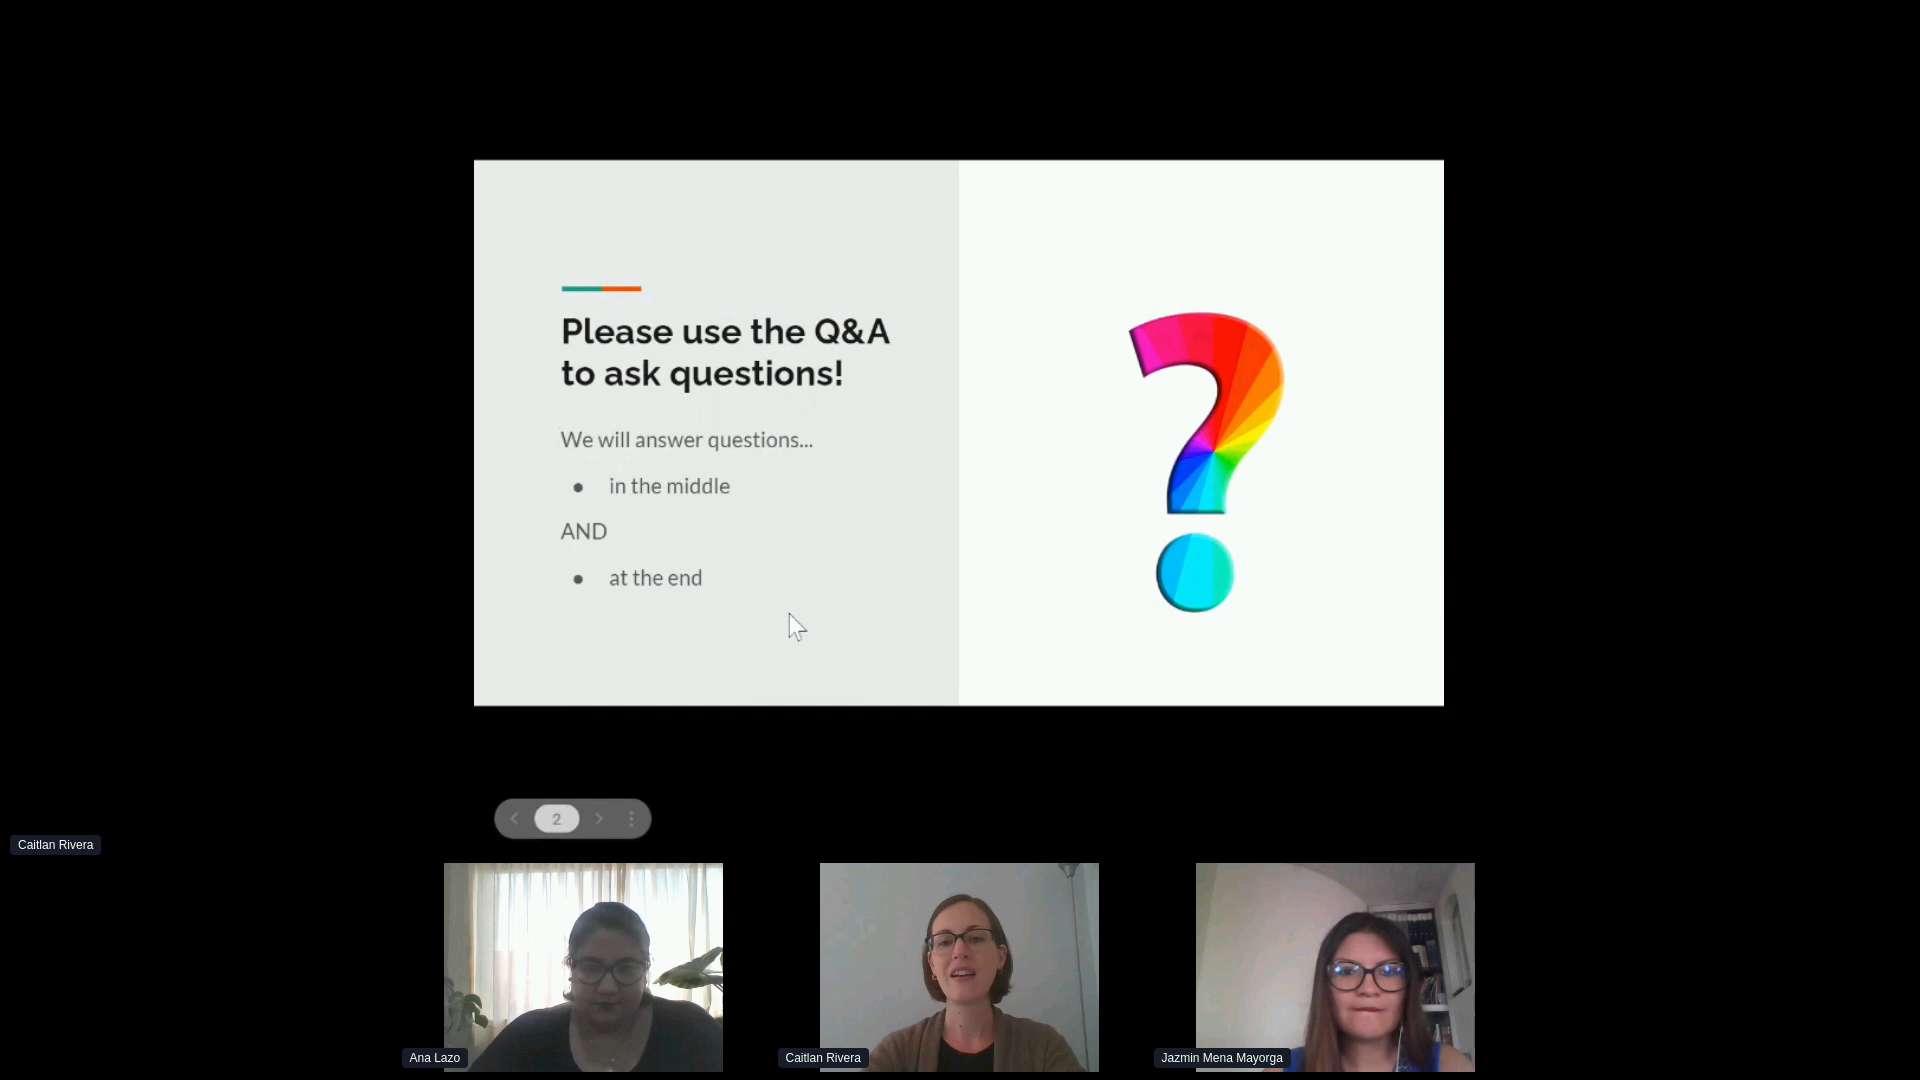 Please use the Q&A
to ask questions!
We will answer questions...
● in the middle
AND
● at the end
2
Caitlan Rivera
Ana Lazo
Caitlan Rivera
Jazmin Mena Mayorga